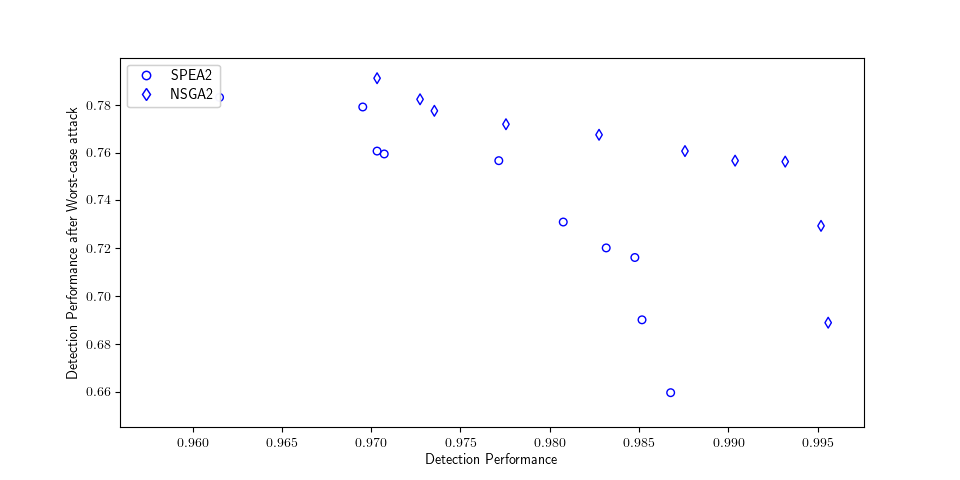 SPEA2
NSGA2
0.78
0.76
0.74
0.72
0.70
0.68
0.66
Detection Performance after Worst-case attack
0.960 0.965 0.970 0.975 0.980 0.985 0.990 0.995
Detection Performance